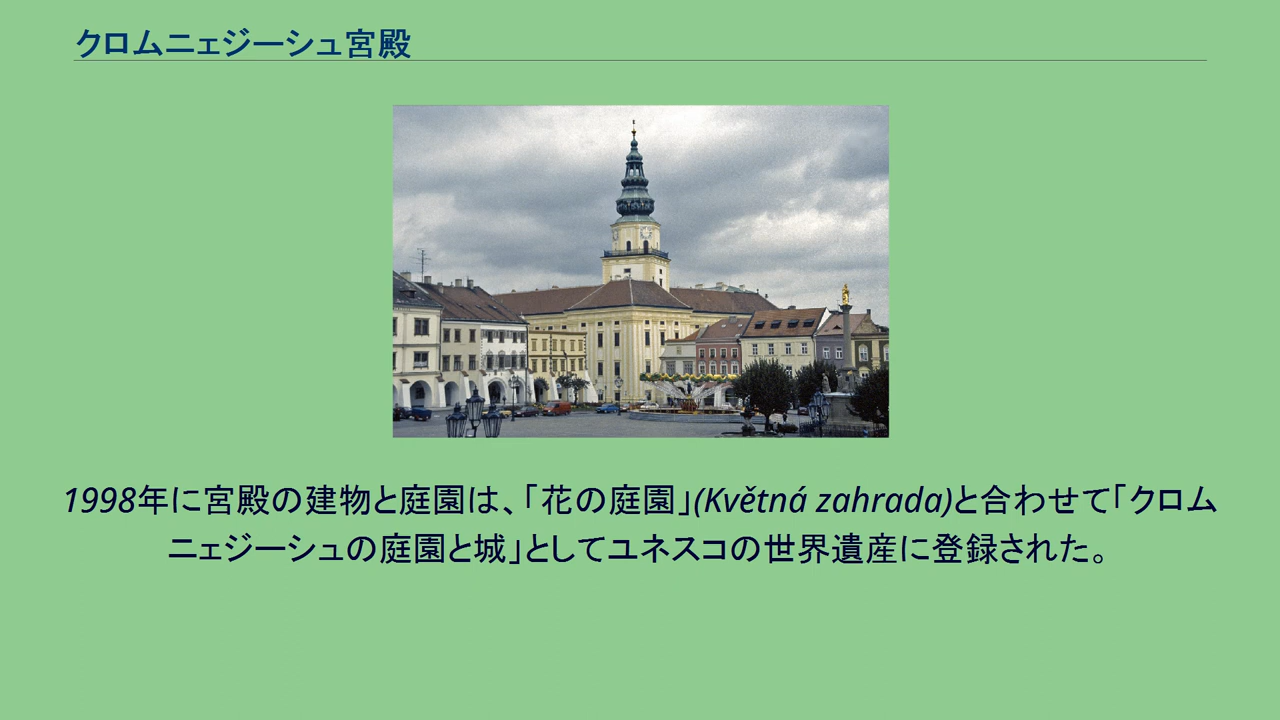 クロムニェジーシュ宮殿
1998年に宮殿の建物と庭園は、「花の庭園」(Květná zahrada)と合わせて「クロム
ニェジーシュの庭園と城」としてユネスコの世界遺産に登録された。